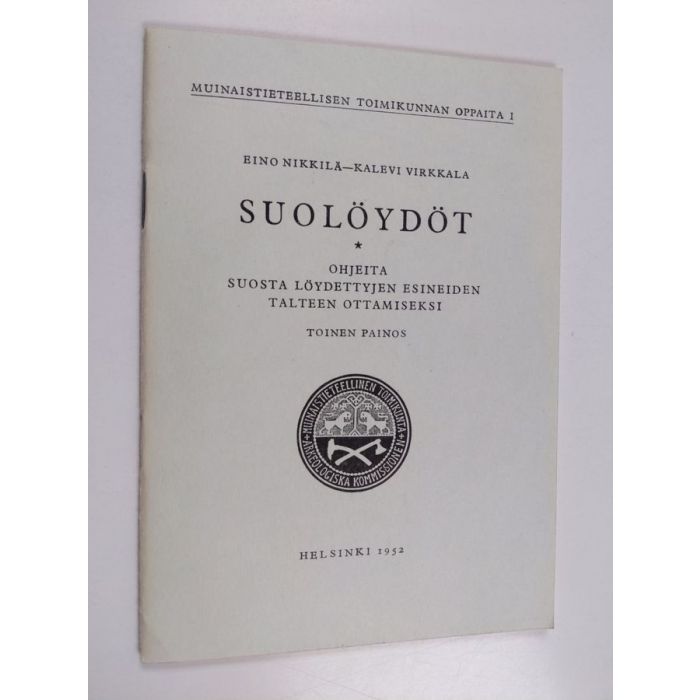 MUINAISTIETEELLISEN TOIMIKUNNAN OPPAITA I
EINO NIKKILÄ—KALEVI VIRKKALA
SUOLÖYDÖT
*
OHJEITA
SUOSTA LÖYDETTYJEN ESINEIDEN
TALTEEN OTTAMISEKSI
TOINEN PAINOS
MUINAISTIETEELLINEN TOIMIKUNTA
ARKEOLOGISKA KOMMISSIONEN
HELSINKI 1952